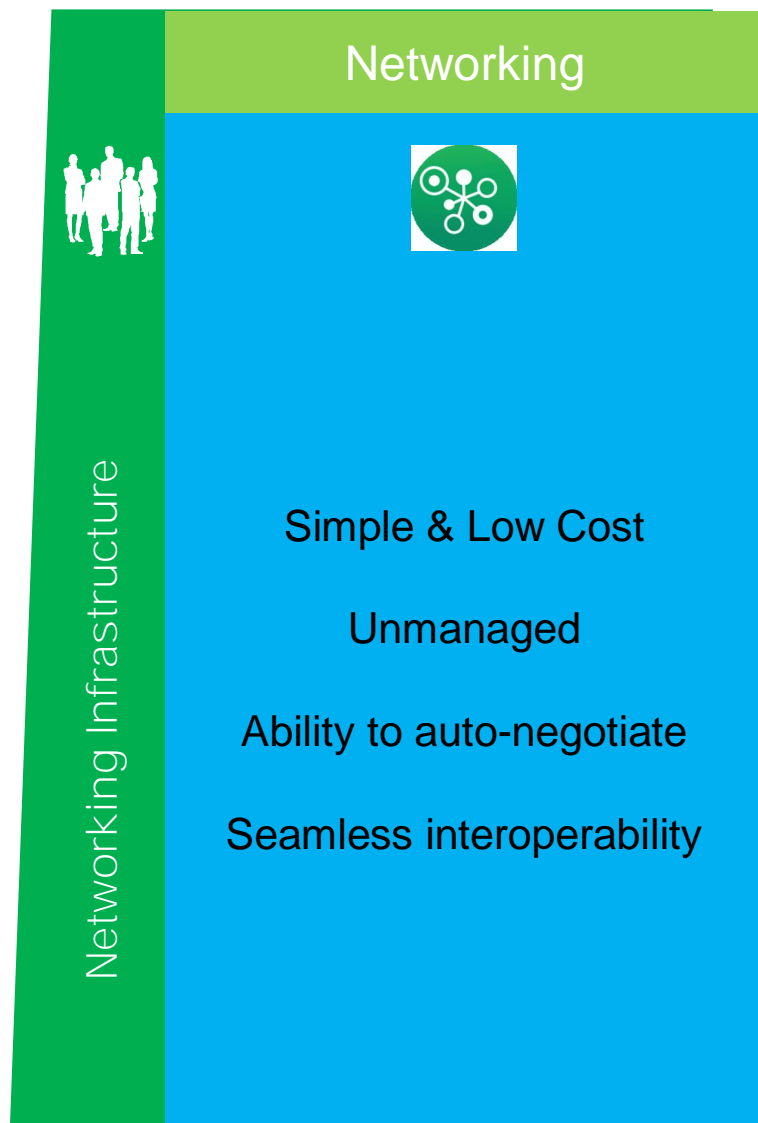 Networking
Networking Infrastructure
Simple & Low Cost
Unmanaged
Ability to auto-negotiate
Seamless interoperability